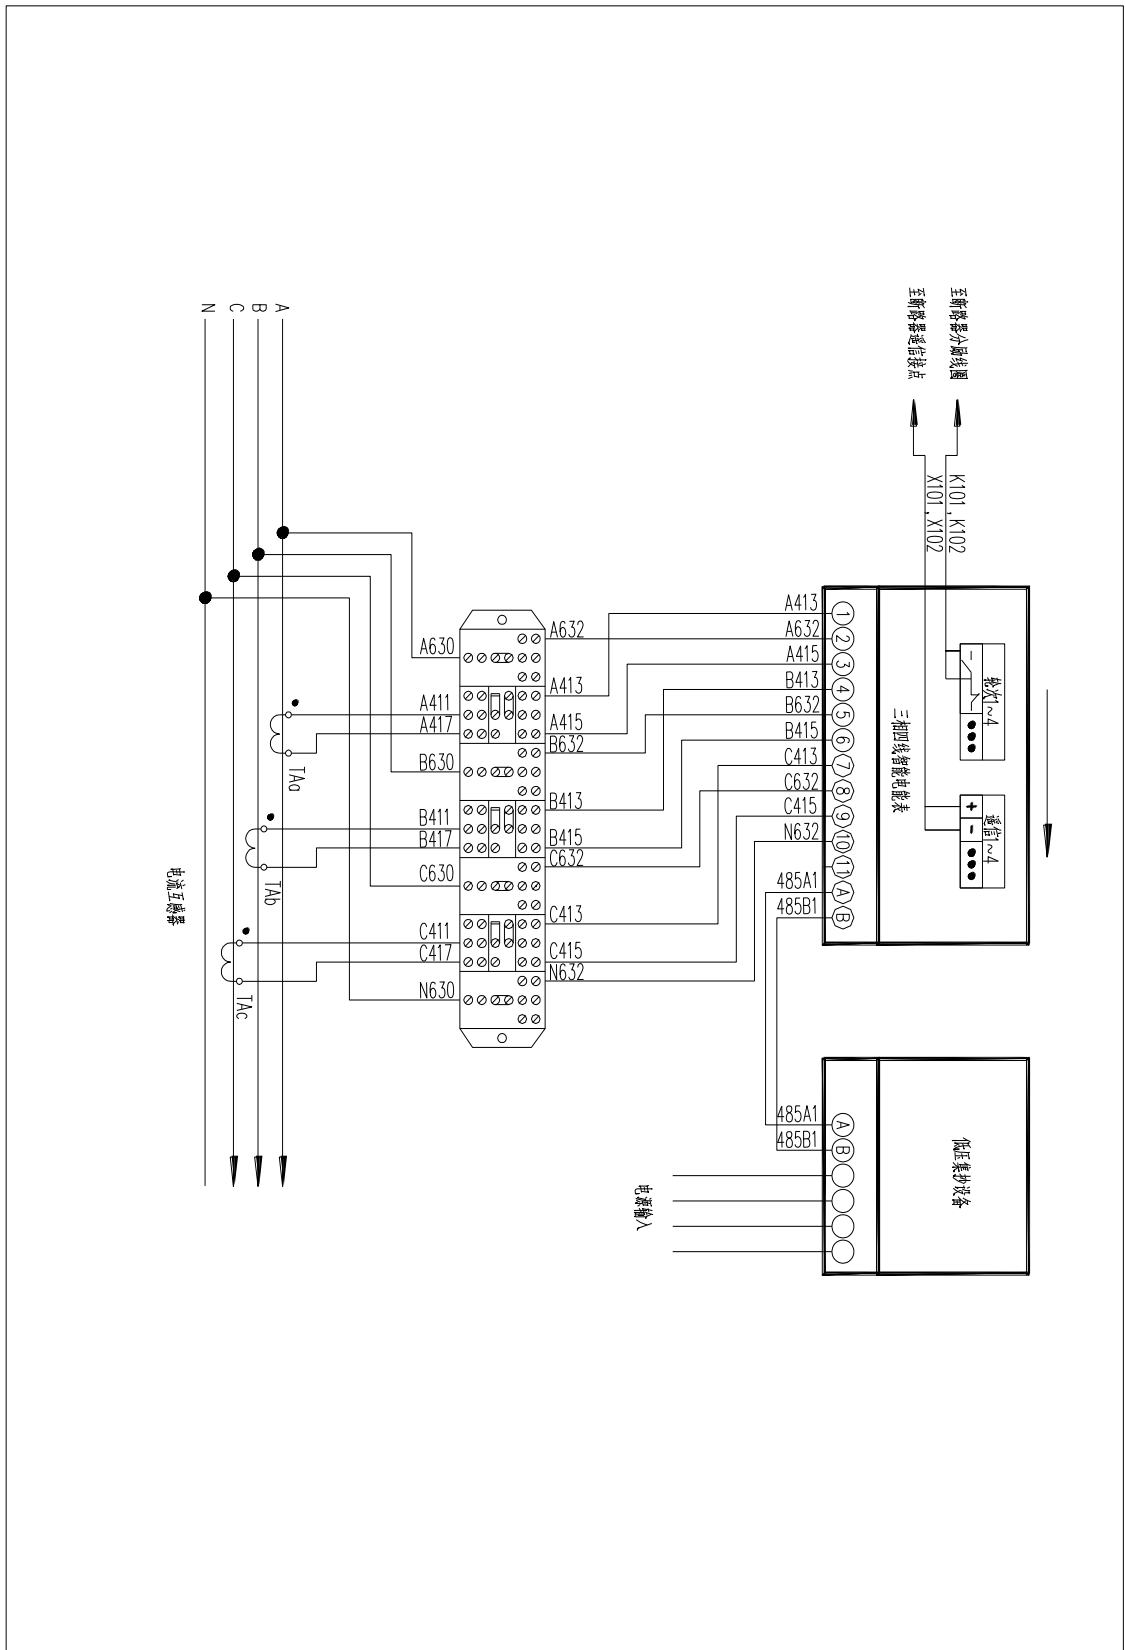 至断路器分励线圈
至断路器遥信接点
K101,K102
X101,X102
轮次1~4
－
遥信1~4
+
-
三相四线智能电能表
1
2
3
4
5
6
7
8
9
10
11
A
B
A413
A632
A415
B413
B632
B415
C413
C632
C415
N632
485A1
485B1
低压集抄设备
A
B
485A1
485B1
电源输入
A632
A413
A415
B632
B413
B415
C632
C413
C415
N632
A630
A411
A417
B630
B411
B417
C630
C411
C417
N630
A
B
C
N
TAa
TAb
TAc
电流互感器